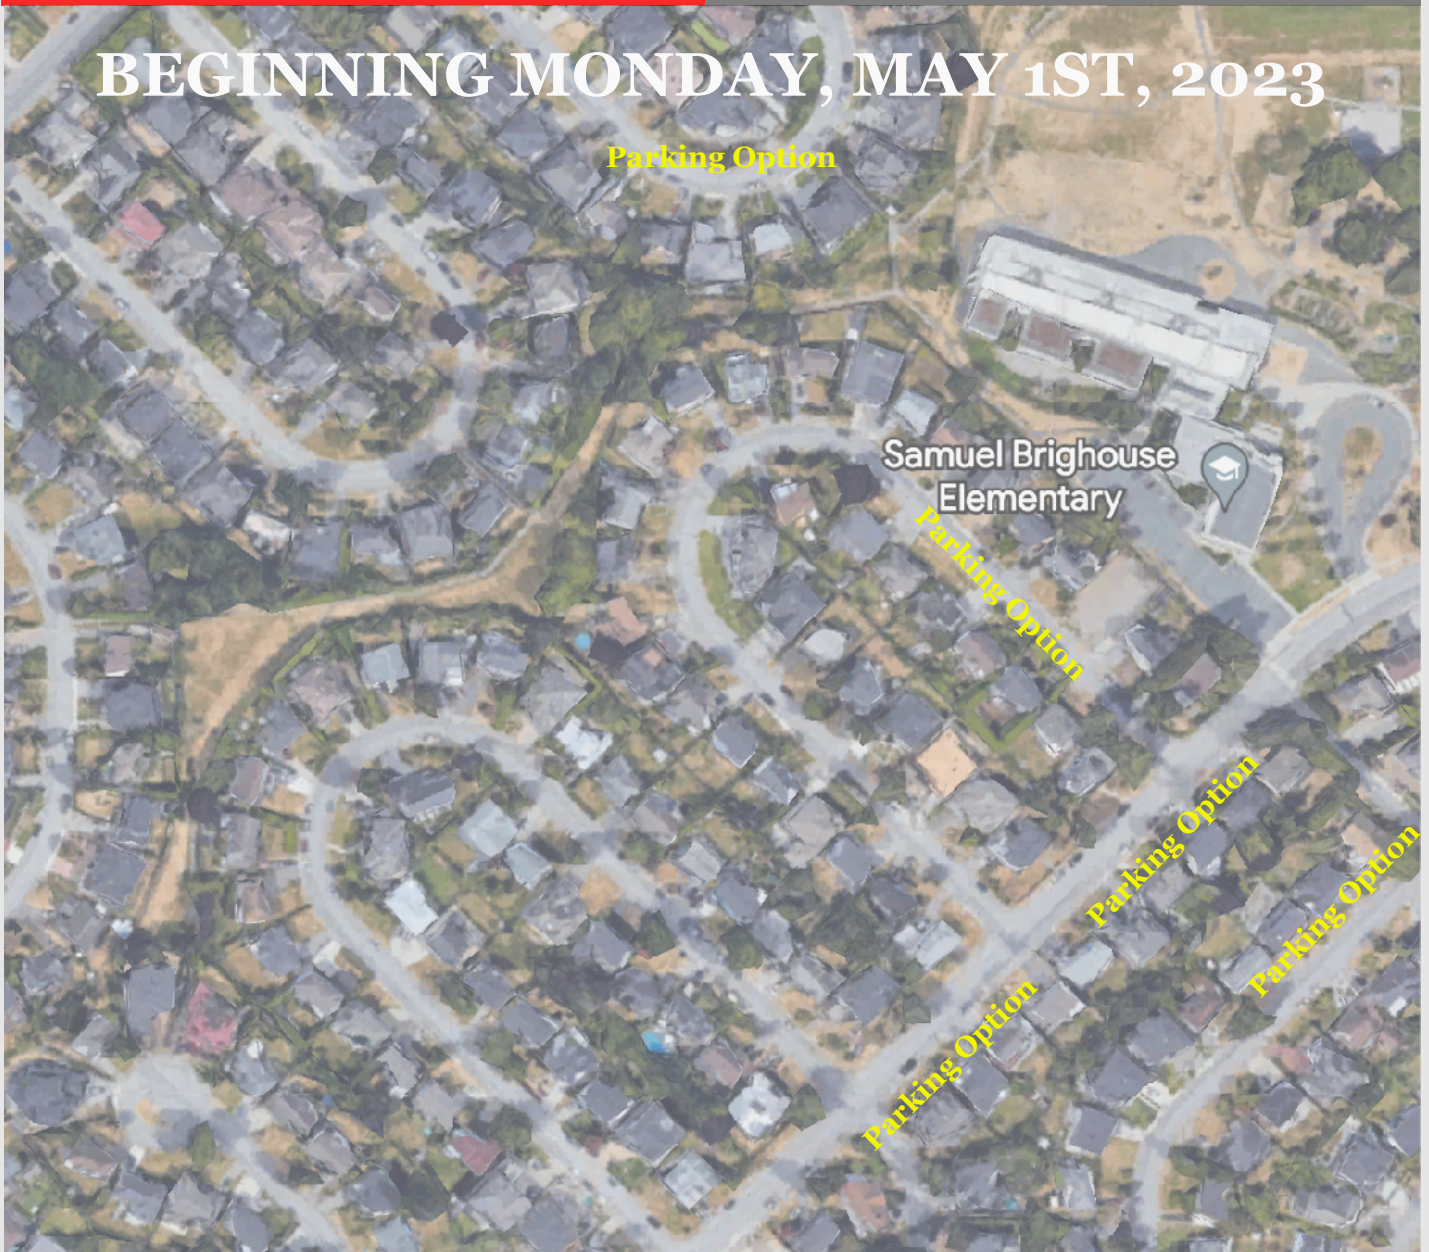 BEGINNING MONDAY, MAY 1ST, 2023
Parking Option
Samuel Brighouse
Elementary
Parking Option
Parking Option
Parking Option
Parking Option